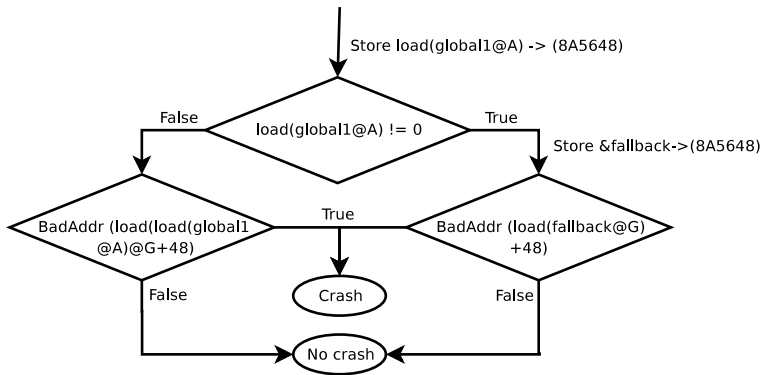 Store load(global1@A) -> (8A5648)
False
True
load(global1@A) != 0
Store &fallback->(8A5648)
BadAddr (load(load(global1
@A)@G+48)
True
BadAddr (load(fallback@G)
+48)
False
Crash
False
No crash